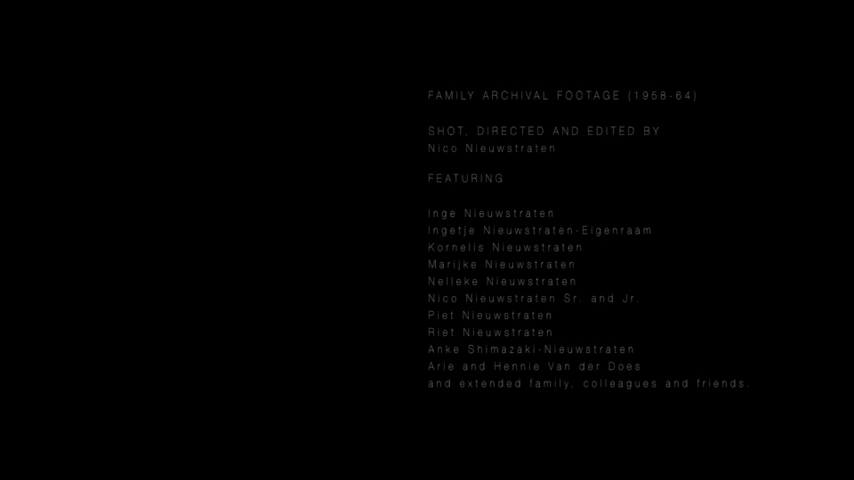 FAMILY ARCHIVAL FOOTAGE (1958-64)
SHOT, DIRECTED AND EDITED BY
Nico Nieuwstraten
FEATURING
Inge Nieuwstraten
Ingetje Nieuwstraten-Eigenraam
Kornelis Nieuwstraten
Marijke Nieuwstraten
Nelleke Nieuwstraten
Nico Nieuwstraten Sr. and Jr.
Piet Nieuwstraten
Riet Nieuwstraten
Anke Shimazaki-Nieuwstraten
Arie and Hennie Van der Does
and extended family, colleagues and friends.